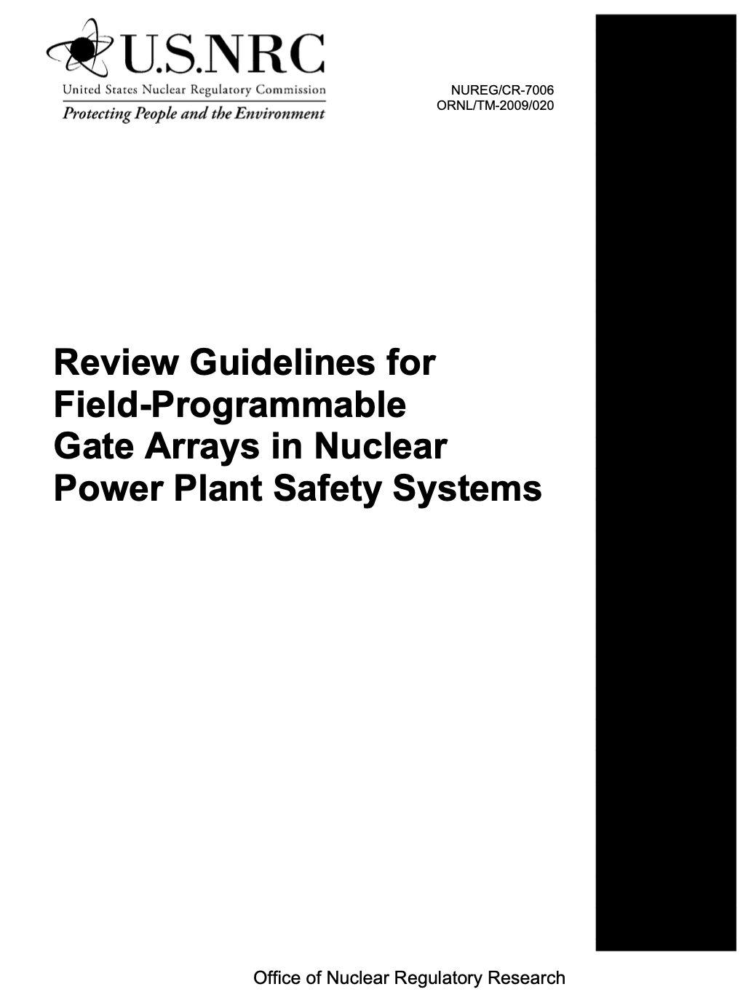 U.S.NRC
United States Nuclear Regulatory Commission
Protecting People and the Environment
NUREG/CR-7006
ORNL/TM-2009/020
Review Guidelines for
Field-Programmable
Gate Arrays in Nuclear
Power Plant Safety Systems
Office of Nuclear Regulatory Research